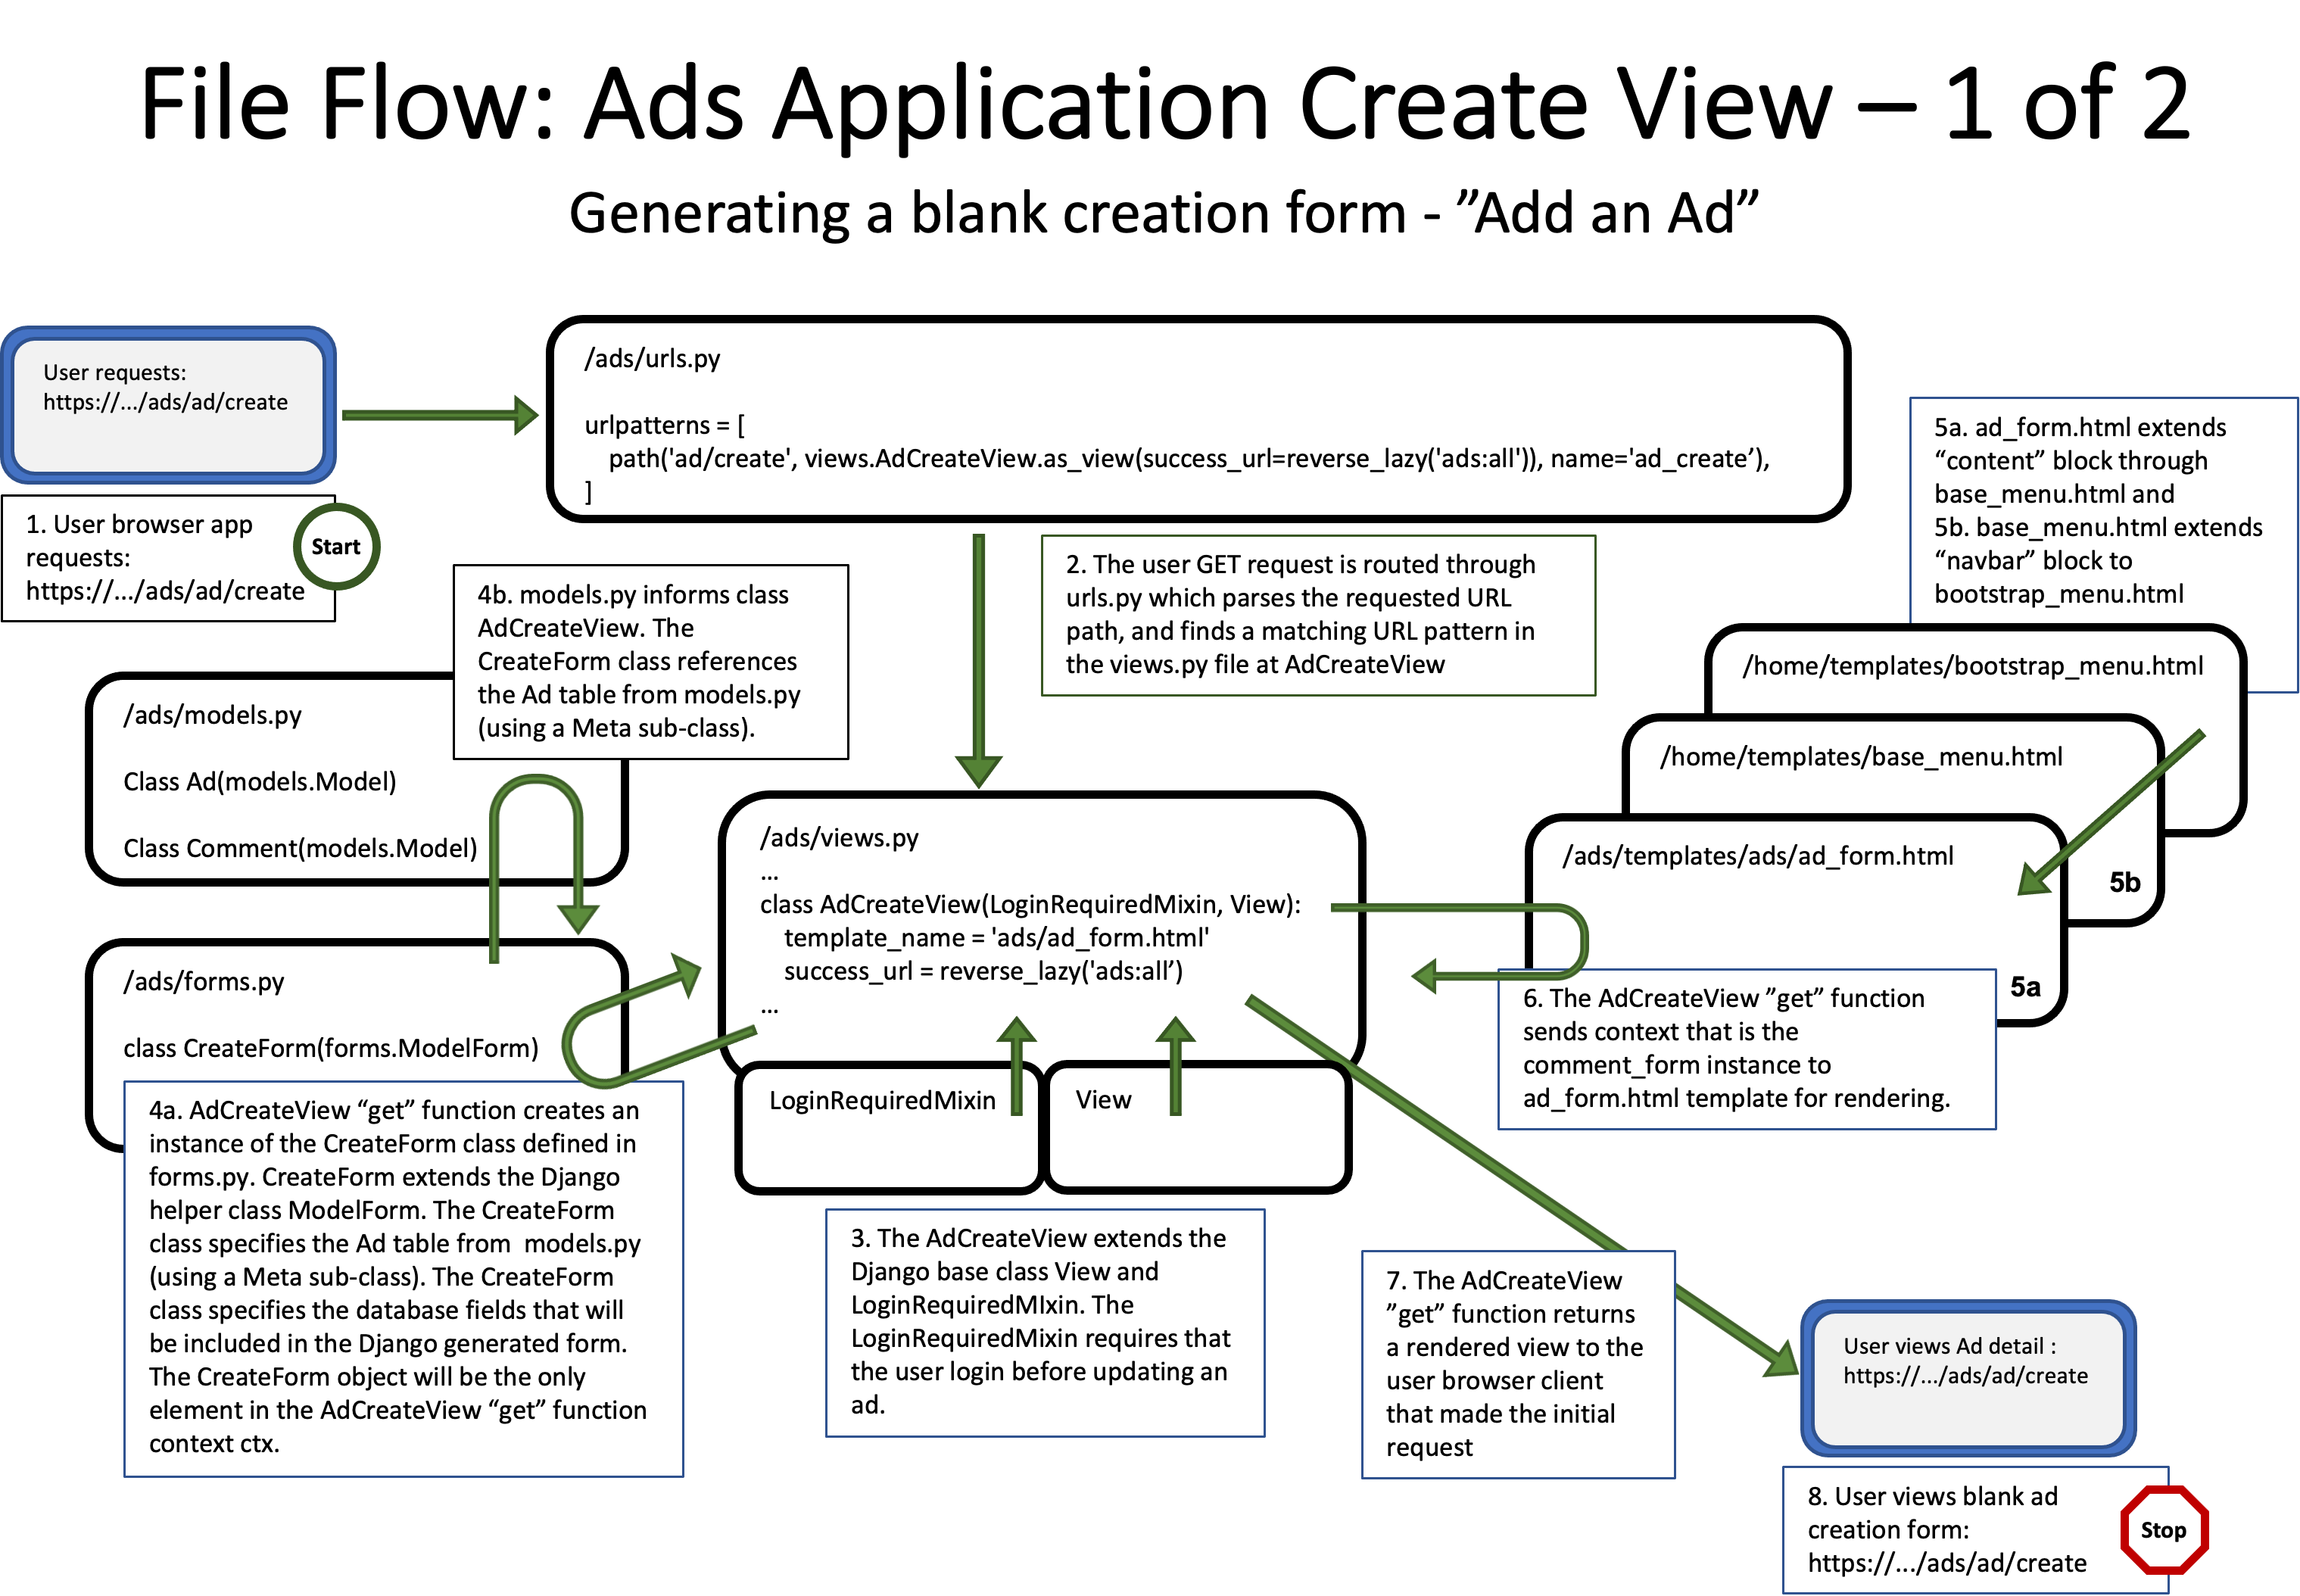 File Flow: Ads Application Create View – 1 of 2
Generating a blank creation form - ”Add an Ad”
User requests:
https://.../ads/ad/create
1. User browser app
requests:
https://.../ads/ad/create
Start
/ads/urls.py
urlpatterns = [
path('ad/create', views.AdCreateView.as_view(success_url=reverse_lazy('ads:all')), name='ad_create’),
]
2. The user GET request is routed through
urls.py which parses the requested URL
path, and finds a matching URL pattern in
the views.py file at AdCreateView
5a. ad_form.html extends
“content” block through
base_menu.html and
5b. base_menu.html extends
“navbar” block to
bootstrap_menu.html
/home/templates/bootstrap_menu.html
/home/templates/base_menu.html
5b
/ads/templates/ads/ad_form.html
5a
4b. models.py informs class
AdCreateView. The
CreateForm class references
the Ad table from models.py
(using a Meta sub-class).
/ads/models.py
Class Ad(models.Model)
Class Comment(models.Model)
/ads/forms.py
class CreateForm(forms.ModelForm)
4a. AdCreateView “get” function creates an
instance of the CreateForm class defined in
forms.py. CreateForm extends the Django
helper class ModelForm. The CreateForm
class specifies the Ad table from  models.py
(using a Meta sub-class). The CreateForm
class specifies the database fields that will
be included in the Django generated form.
The CreateForm object will be the only
element in the AdCreateView “get” function
context ctx.
/ads/views.py
...
class AdCreateView(LoginRequiredMixin, View):
template_name = 'ads/ad_form.html'
success_url = reverse_lazy('ads:all’)
...
LoginRequiredMixin
View
3. The AdCreateView extends the
Django base class View and
LoginRequiredMIxin. The
LoginRequiredMixin requires that
the user login before updating an
ad.
6. The AdCreateView ”get” function
sends context that is the
comment_form instance to
ad_form.html template for rendering.
7. The AdCreateView
”get” function returns
a rendered view to the
user browser client
that made the initial
request
User views Ad detail :
https://.../ads/ad/create
8. User views blank ad
creation form:
https://.../ads/ad/create
Stop